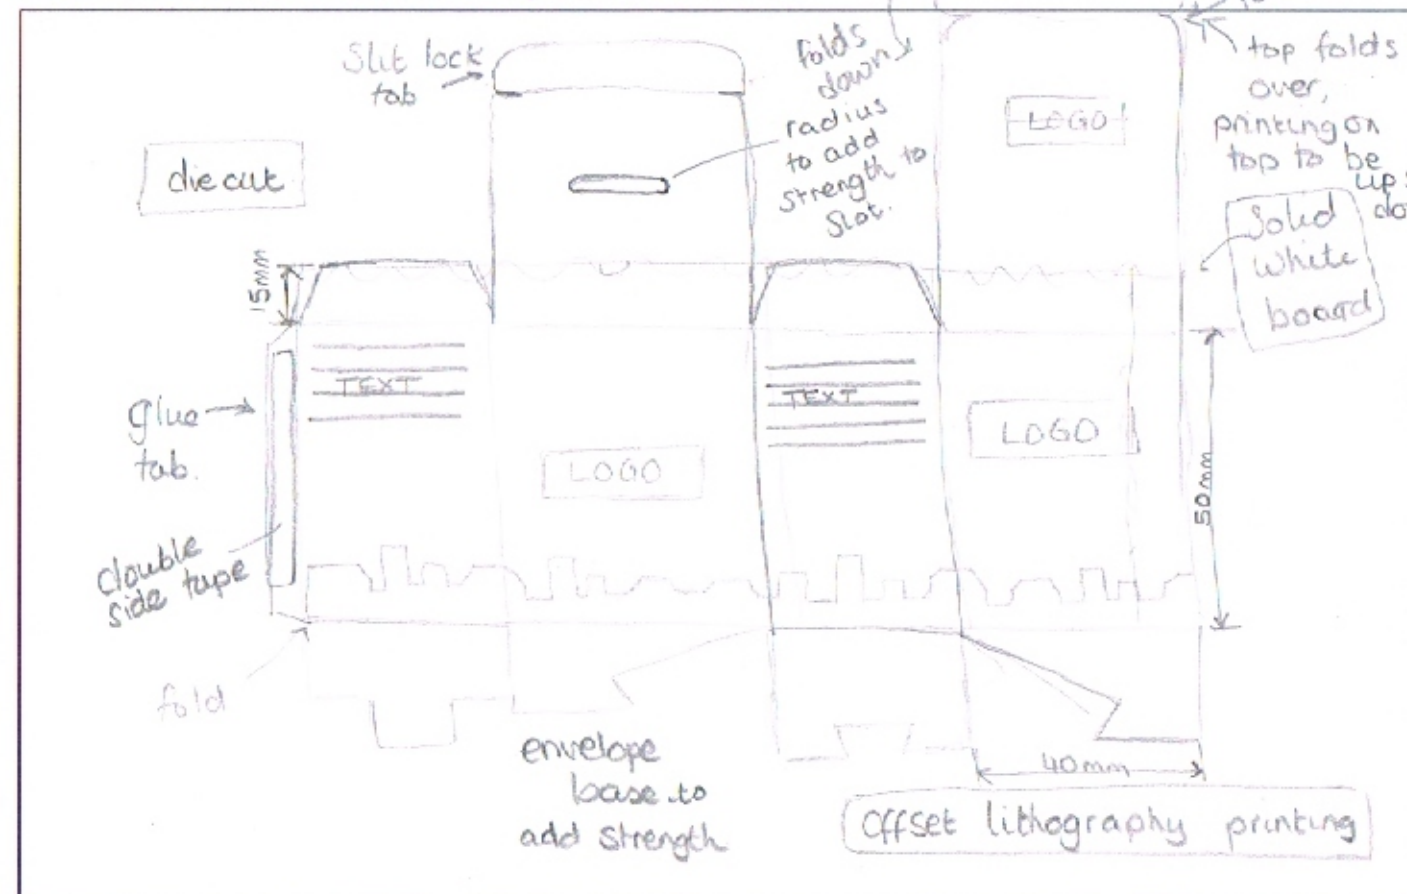 Slit lock
tab
die cut
folds
down
radius
to add
strength to
slot.
LOGO
top folds
over,
printing on
top to be
Solid
white
board
15mm
TEXT
TEXT
glue
tab.
LOGO
LOGO
50mm
double
side tape
fold
envelope
base to
add strength
40mm
offset lithography printing